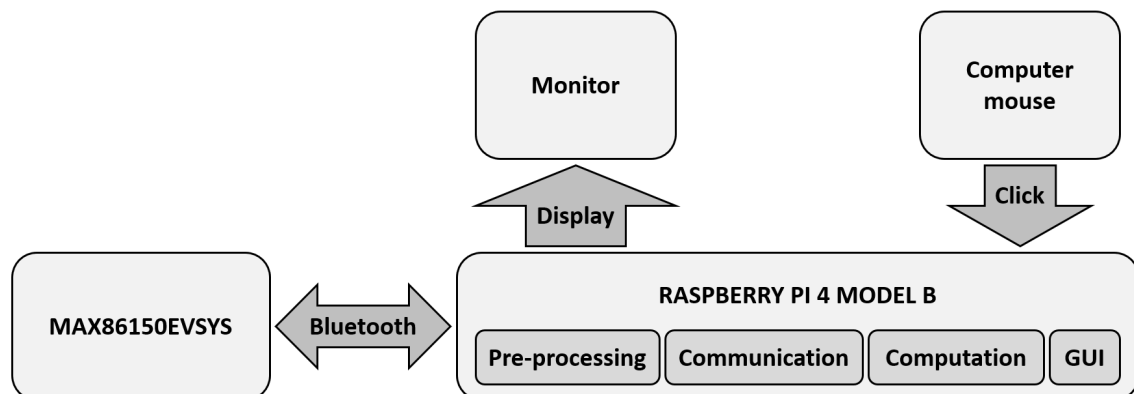 Monitor
Computer
mouse
Display
Click
MAX86150EVSYS
Bluetooth
RASPBERRY PI 4 MODEL B
Pre-processing
Communication
Computation
GUI